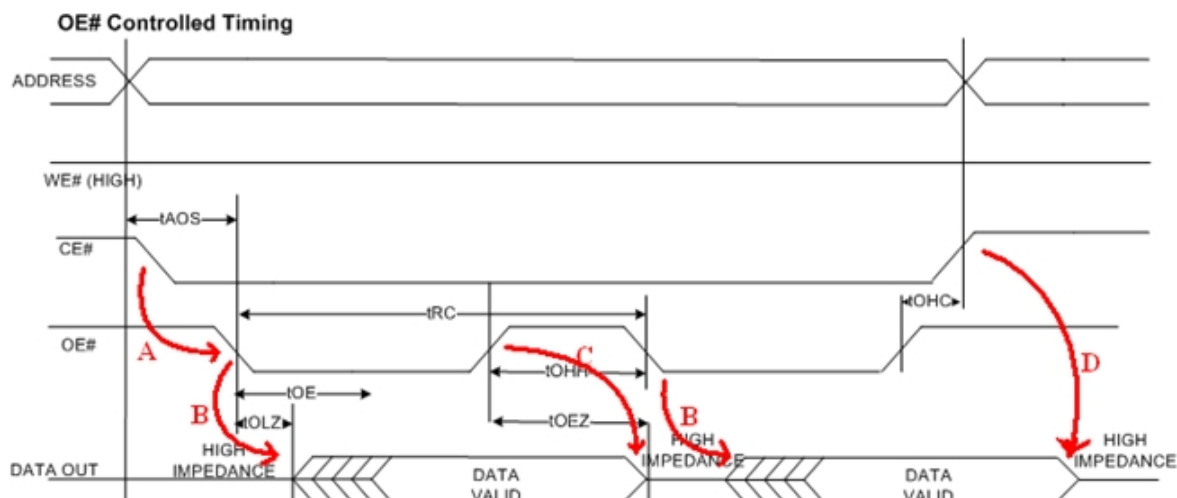 OE# Controlled Timing
ADDRESS
WE# (HIGH)
tAOS
CE#
tRC
tOHC
OE#
A
C
tOHH
D
tOE
B
tOLZ
tOEZ
B
HIGH
IMPEDANCE
HIGH
IMPEDANCE
HIGH
IMPEDANCE
DATA OUT
DATA
VALID
DATA
VALID